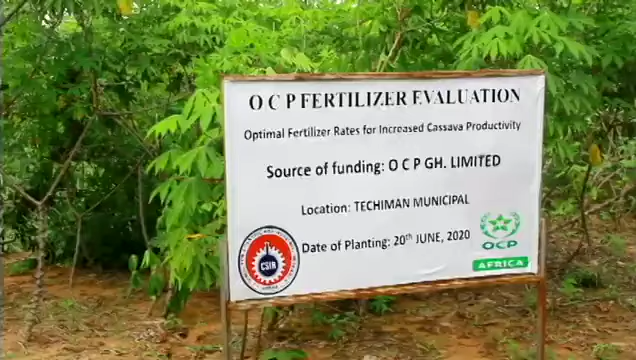 O C P FERTILIZER EVALUATION
Optimal Fertilizer Rates for Increased Cassava Productivity
Source of funding: O C P GH. LIMITED
Location: TECHIMAN MUNICIPAL
Date of Planting: 20th JUNE, 2020
CSIR
OCP
AFRICA